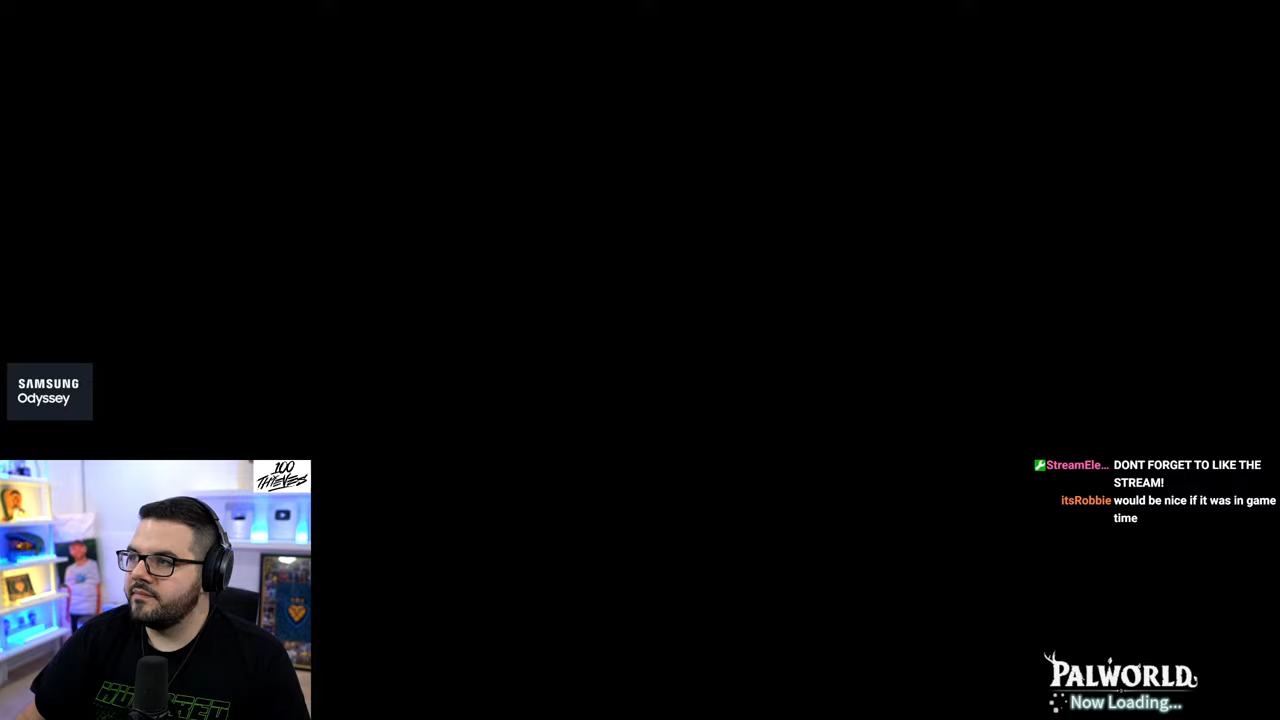 SAMSUNG
Odyssey
100
THIEVES
StreamEle... DONT FORGET TO LIKE THE
STREAM!
itsRobbie would be nice if it was in game
time
PALWORLD
Now Loading...